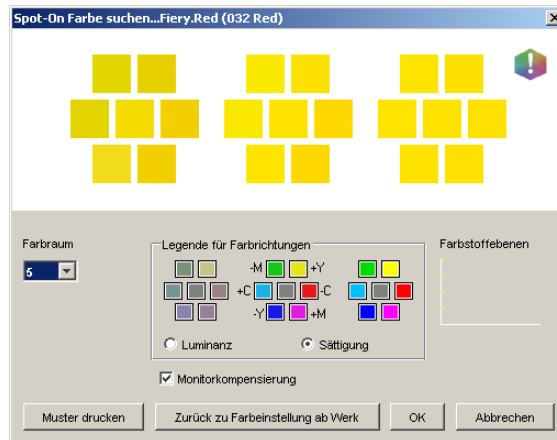 Spot-On Farbe suchen...Fiery.Red (032 Red)
Farbraum
5
Legende für Farbrichtungen
-M +Y
+C -C
-Y +M
Luminanz Sättigung
Farbstoffebenen
Monitorkompensierung
Muster drucken Zurück zu Farbeinstellung ab Werk OK Abbrechen